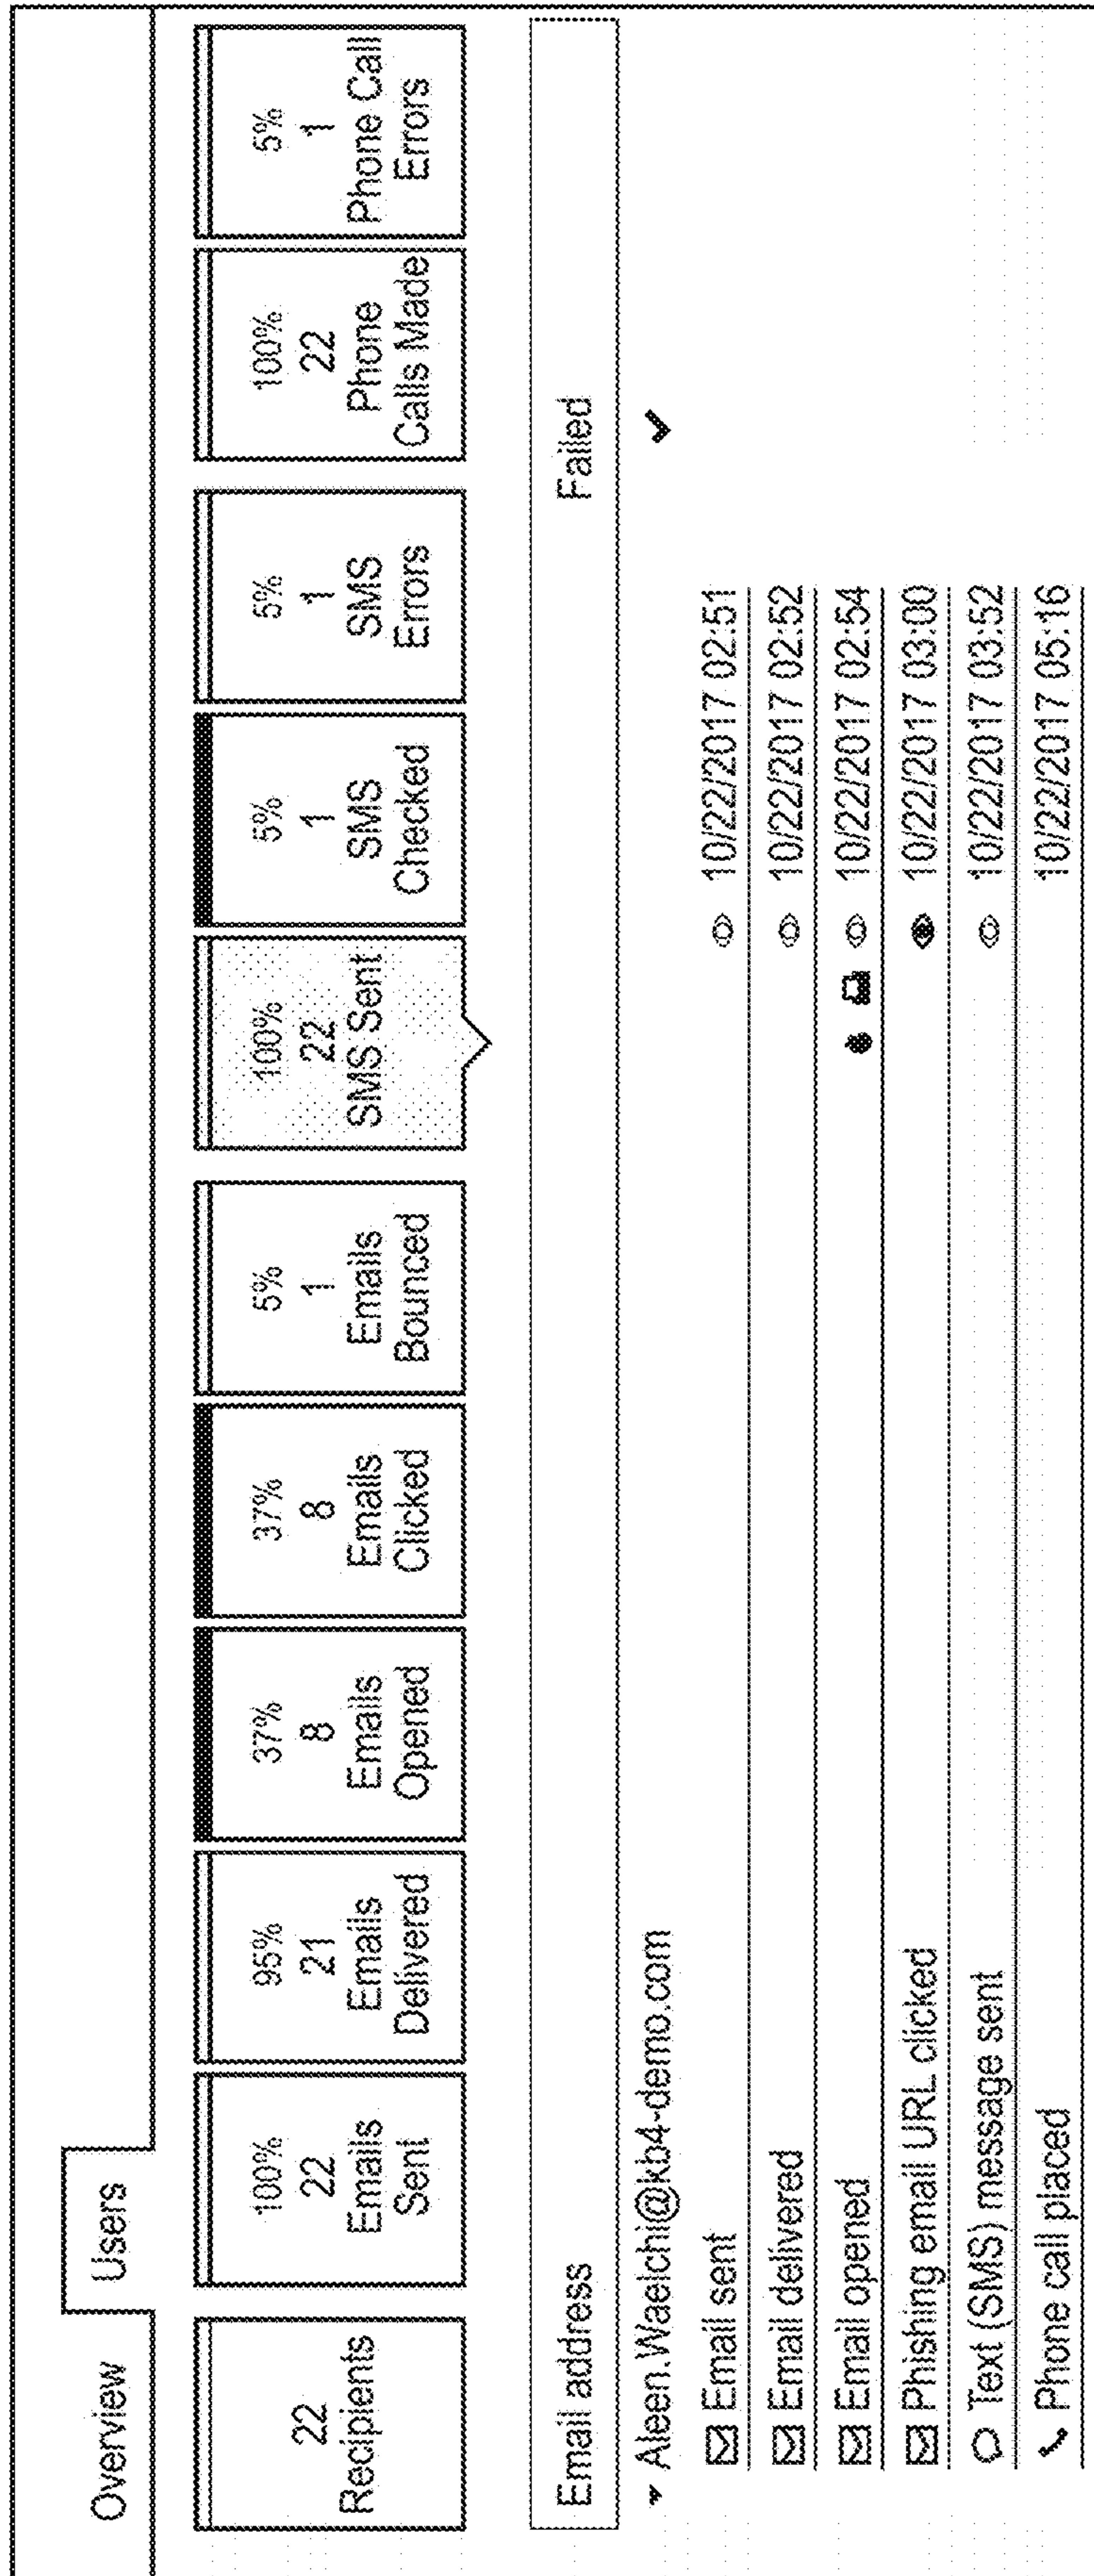 Overview
Users
22
Recipients
100%
22
Emails
Sent
95%
21
Emails
Delivered
37%
8
Emails
Opened
37%
8
Emails
Clicked
5%
1
Emails
Bounced
100%
22
SMS Sent
5%
1
SMS
Checked
5%
1
SMS
Errors
100%
22
Phone
Calls Made
5%
1
Phone Call
Errors
Email address Failed
Aleen.Waelchi@kb4-demo.com
Email sent 10/22/2017 02:51
Email delivered 10/22/2017 02:52
Email opened 10/22/2017 02:54
Phishing email URL clicked 10/22/2017 03:00
Text (SMS) message sent 10/22/2017 03:52
Phone call placed 10/22/2017 05:16